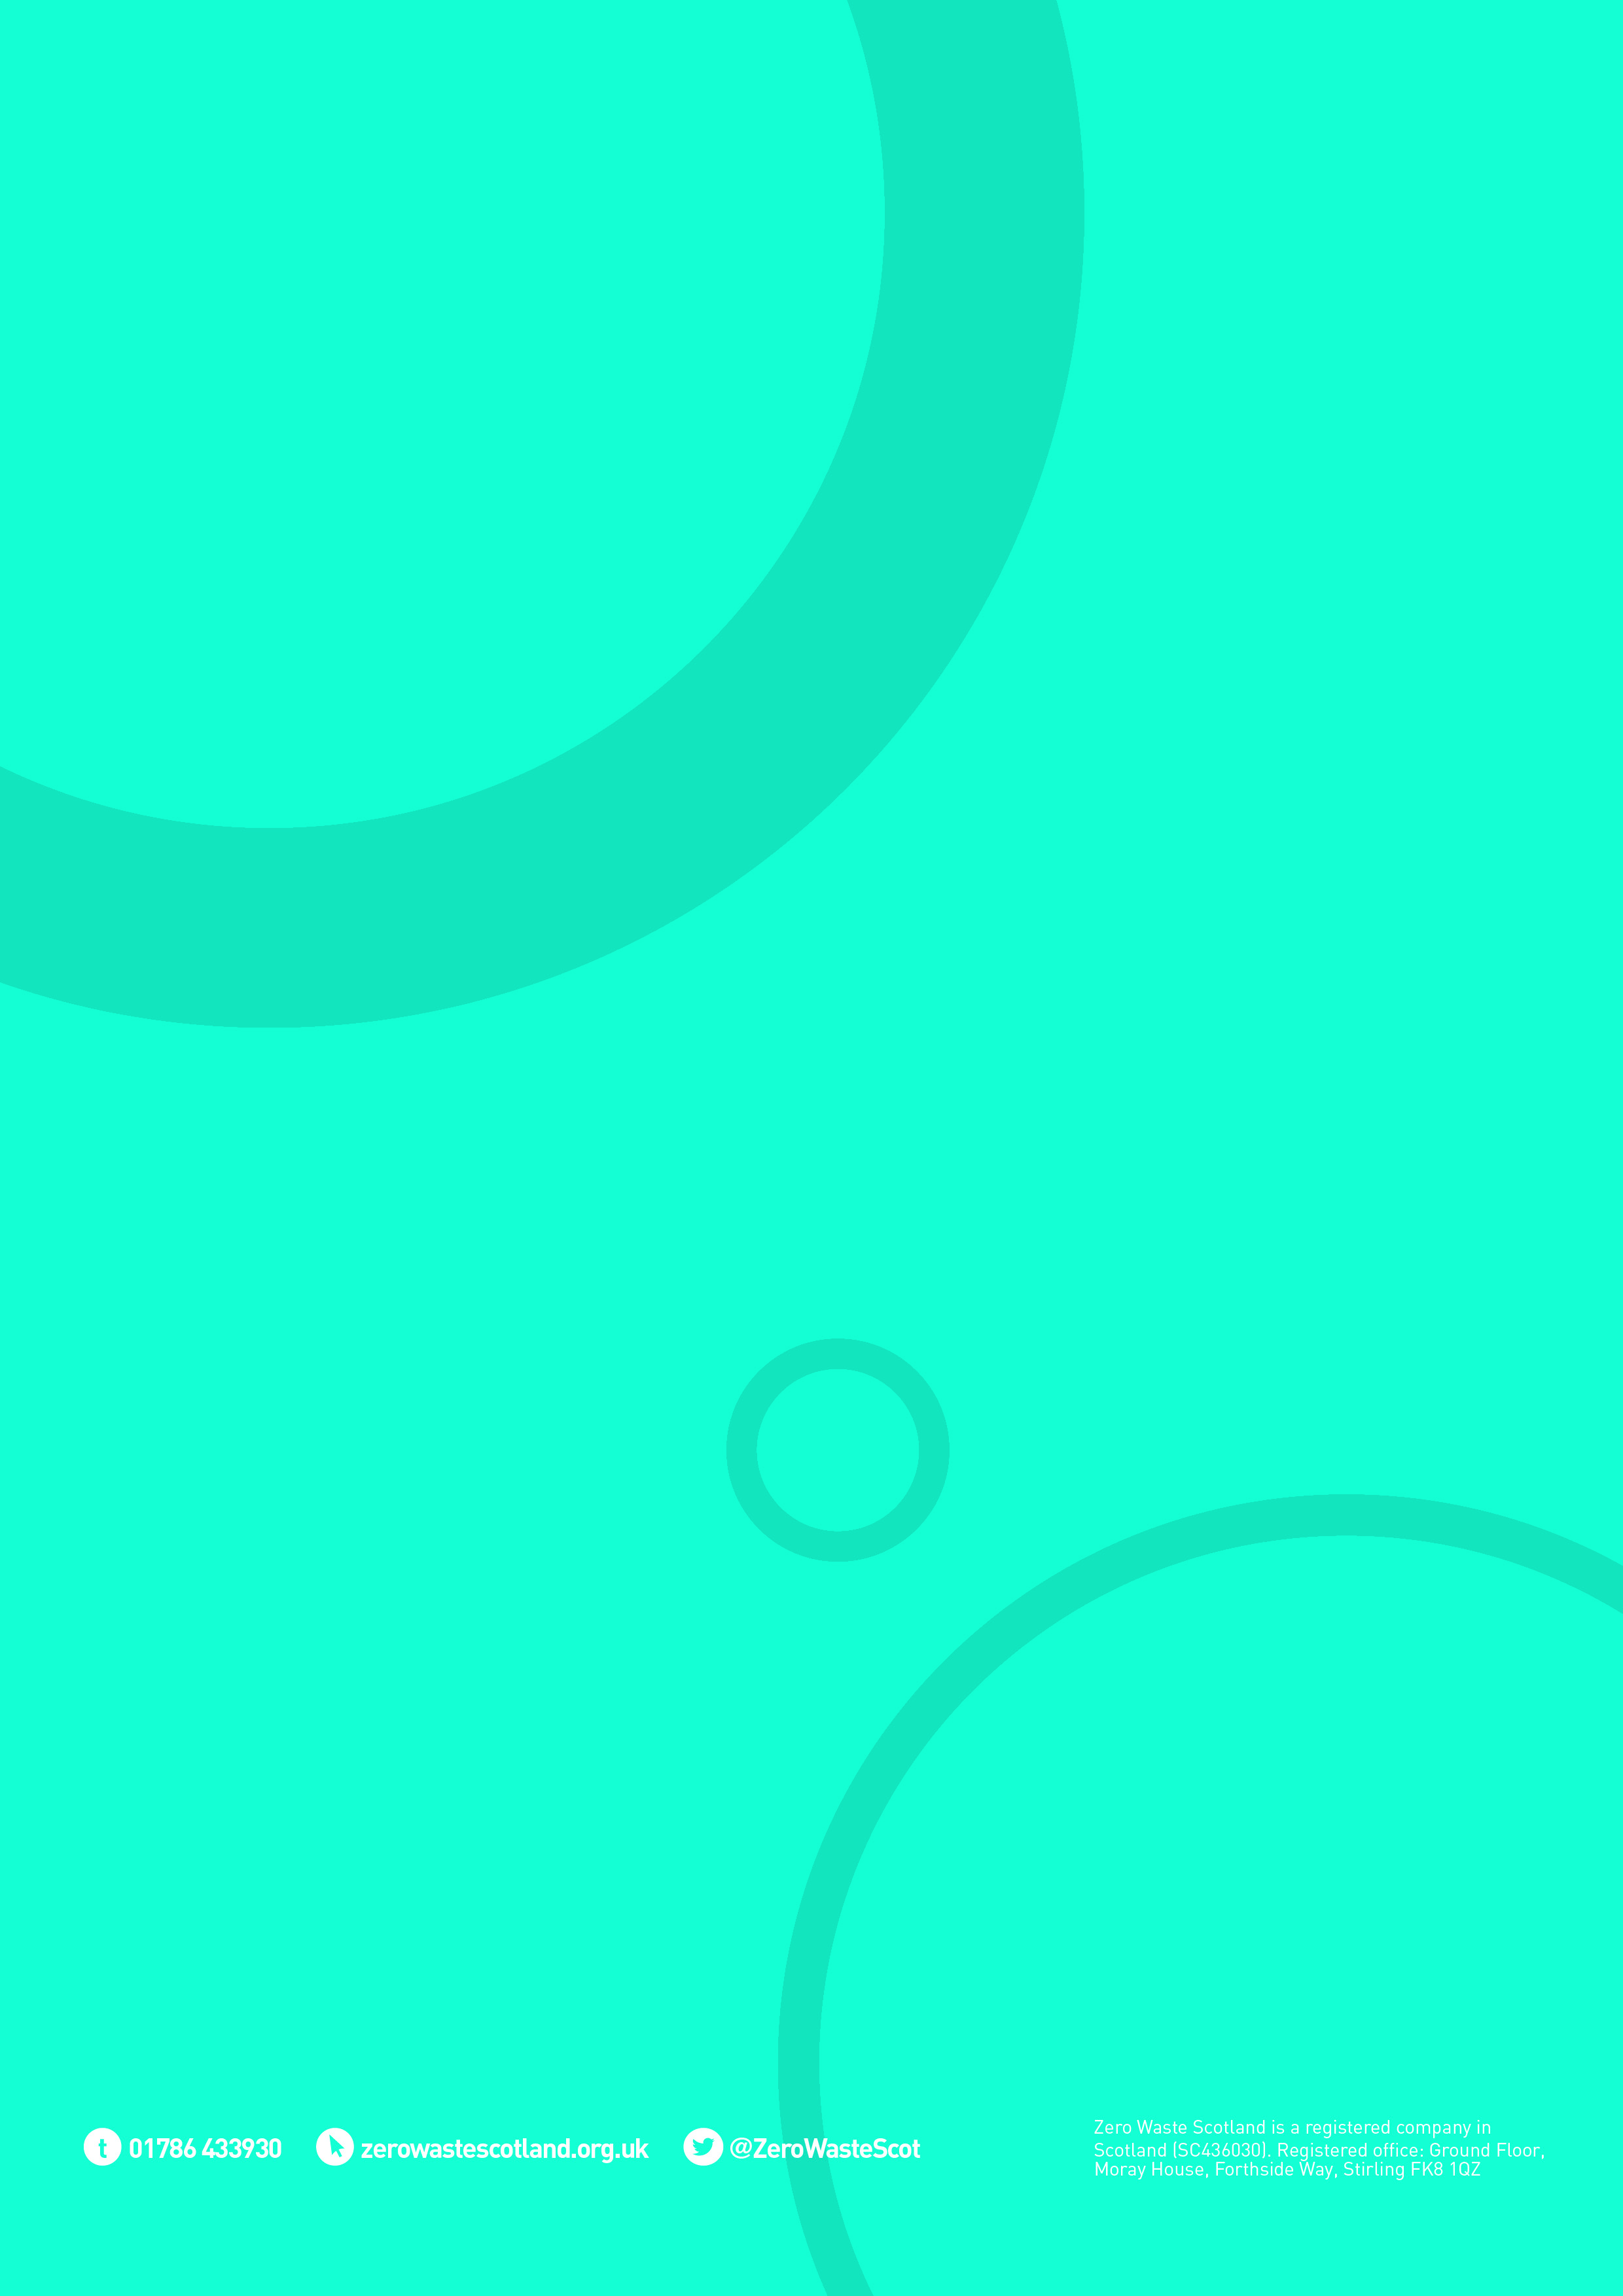 t 01786 433930 zerowastescotland.org.uk @ZeroWasteScot
Zero Waste Scotland is a registered company in
Scotland (SC436030). Registered office: Ground Floor,
Moray House, Forthside Way, Stirling FK8 1QZ